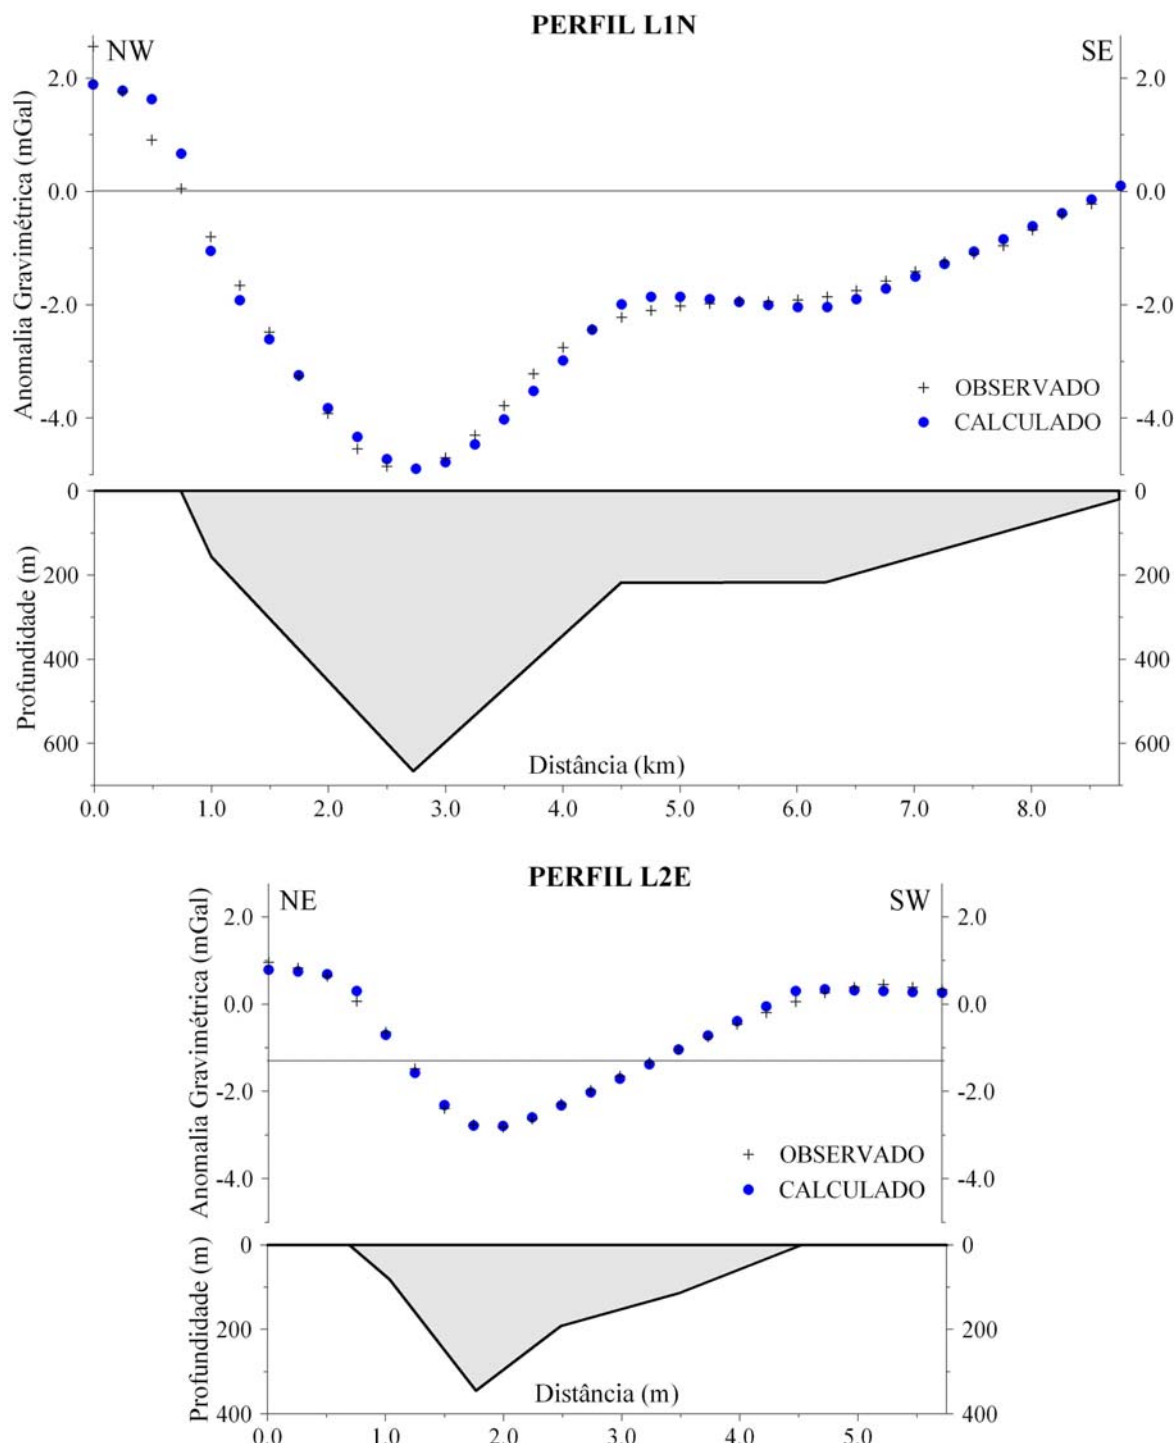 PERFIL L1N
NW SE
2.0 2.0
0.0 0.0
-2.0 -2.0
-4.0 -4.0
Anomalia Gravimétrica (mGal)
OBSERVADO
CALCULADO
0 0
200 200
400 400
600 600
Profundidade (m)
Distância (km)
0.0 1.0 2.0 3.0 4.0 5.0 6.0 7.0 8.0
PERFIL L2E
NE SW
2.0 2.0
0.0 0.0
-2.0 -2.0
-4.0 -4.0
Anomalia Gravimétrica (mGal)
OBSERVADO
CALCULADO
0 0
200 200
400 400
Profundidade (m)
Distância (m)
0.0 1.0 2.0 3.0 4.0 5.0